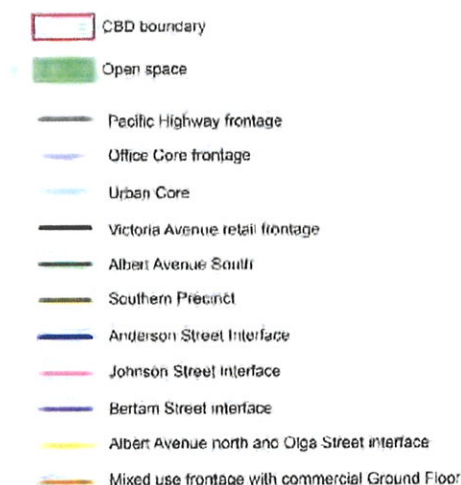 CBD boundary
Open space
Pacific Highway frontage
Office Core frontage
Urban Core
Victoria Avenue retail frontage
Albert Avenue South
Southern Precinct
Anderson Street Interface
Johnson Street interface
Bertam Street interface
Albert Avenue north and Olga Street interface
Mixed use frontage with commercial Ground Floor